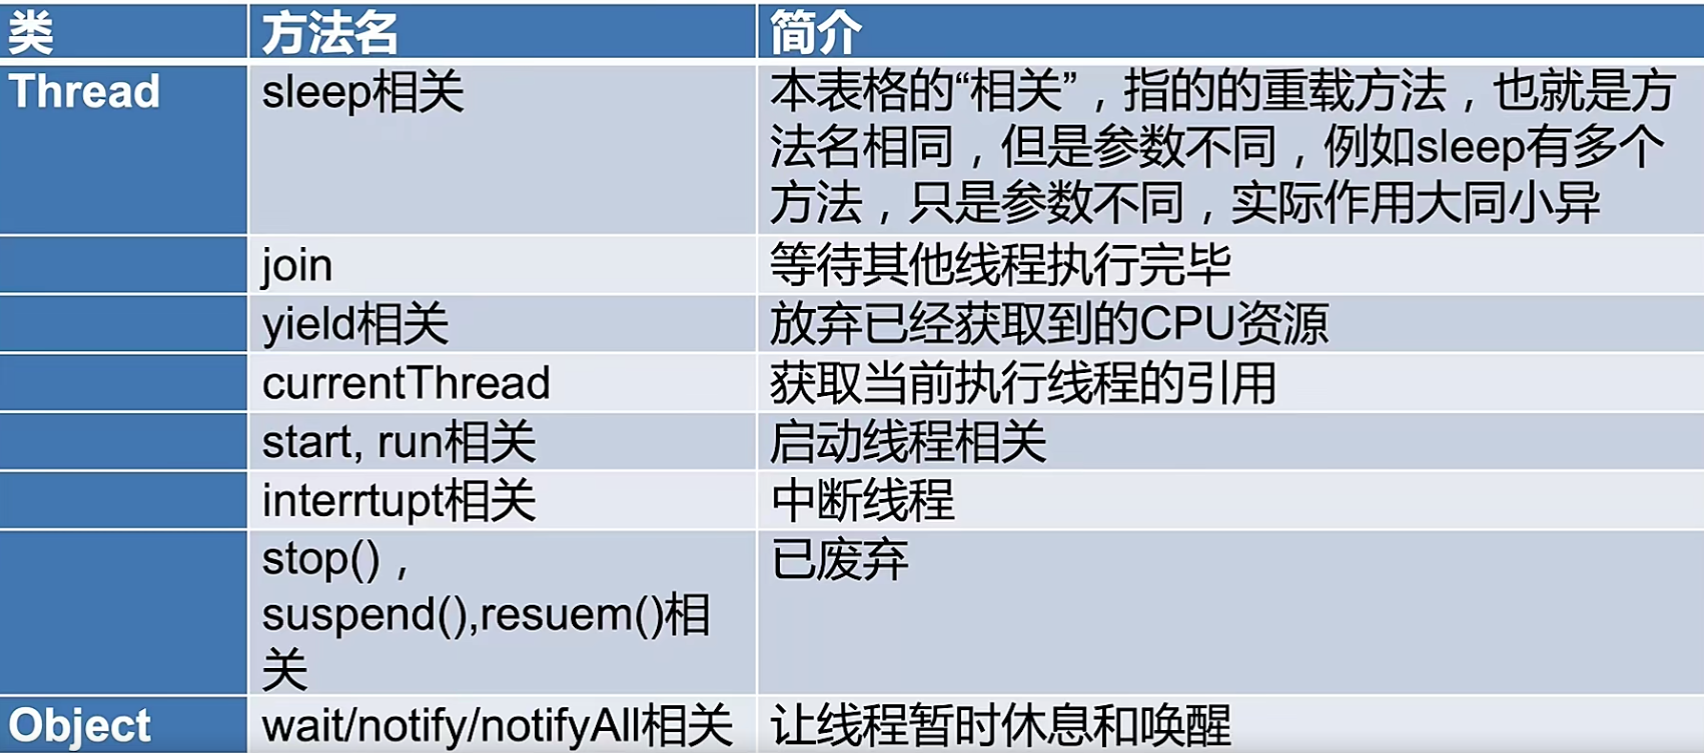 类 方法名 简介
Thread sleep相关 本表格的“相关”，指的的重载方法，也就是方
法名相同，但是参数不同，例如sleep有多个
方法，只是参数不同，实际作用大同小异
join 等待其他线程执行完毕
yield相关 放弃已经获取到的CPU资源
currentThread 获取当前执行线程的引用
start, run相关 启动线程相关
interrtupt相关 中断线程
stop()， 已废弃
suspend(),resuem()相
关
Object wait/notify/notifyAll相关 让线程暂时休息和唤醒